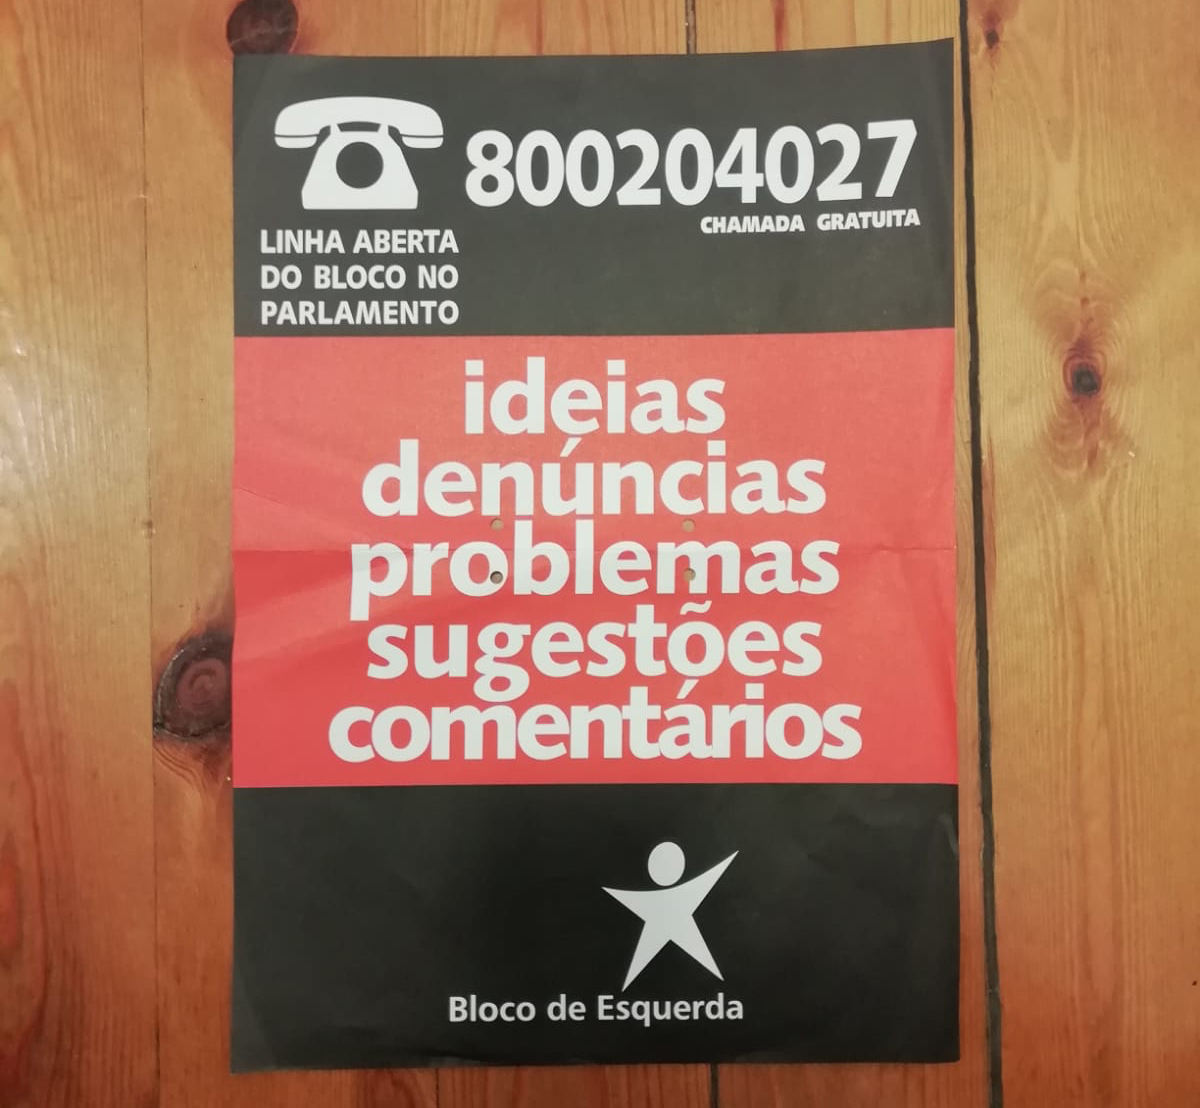 800204027
CHAMADA GRATUITA
LINHA ABERTA
DO BLOCO NO
PARLAMENTO
ideias
denúncias
problemas
sugestões
comentários
Bloco de Esquerda